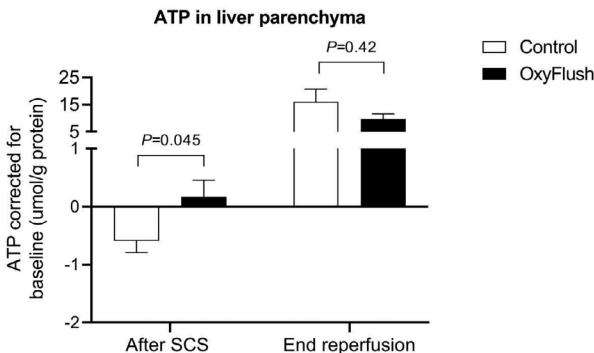 ATP in liver parenchyma
P=0.42
Control
OxyFlush
25
15
5
1
0
-1
-2
P=0.045
ATP corrected for
baseline (umol/g protein)
After SCS
End reperfusion